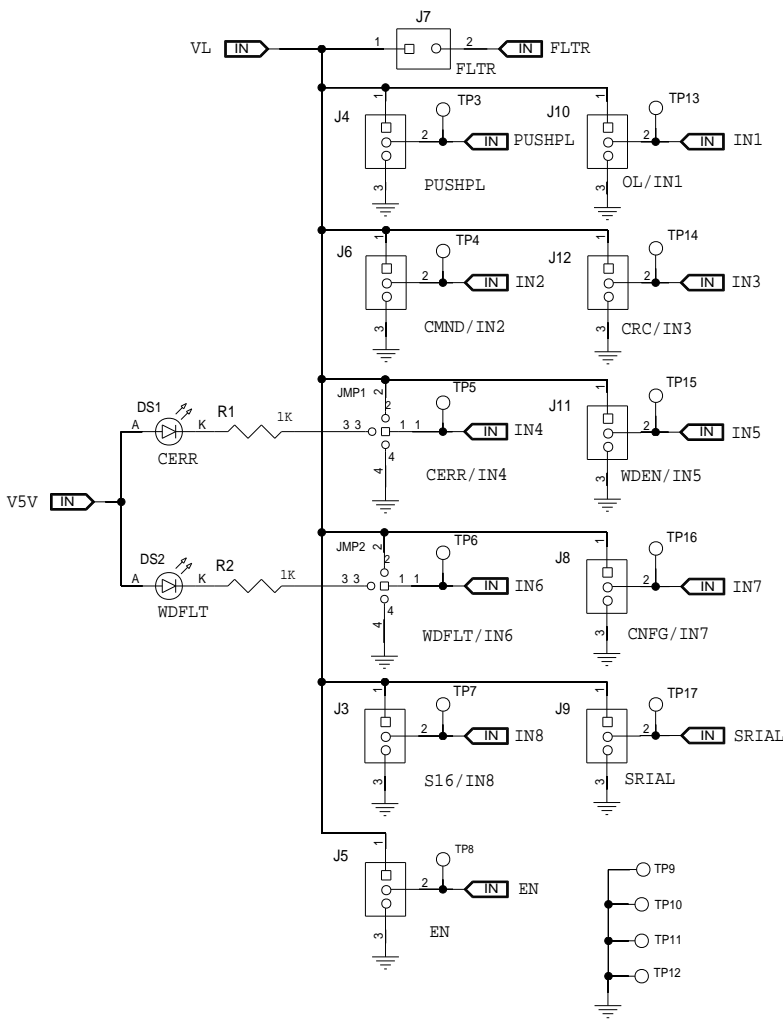 J7
VL IN 1 2 IN FLTR
FLTR
1 TP3 1 TP13
J4 J10
2 IN PUSHPL 2 IN IN1
3 PUSHPL 3 OL/IN1
1 TP4 1 TP14
J6 J12
2 IN IN2 2 IN IN3
3 CMND/IN2 3 CRC/IN3
JMP1 2 TP5 1 TP15
DS1 R1 1K 2 J11
A K 3 3 1 1 IN IN4 2 IN IN5
CERR 4 4 CERR/IN4 3 WDEN/IN5
V5V IN
JMP2 2 TP6 1 TP16
DS2 R2 1K 2 J8
A K 3 3 1 1 IN IN6 2 IN IN7
WDFLT 4 4 WDFLT/IN6 3 CNFG/IN7
1 TP7 1 TP17
J3 J9
2 IN IN8 2 IN SRIAL
3 S16/IN8 3 SRIAL
1 TP8
J5
2 IN EN
3 EN
TP9
TP10
TP11
TP12